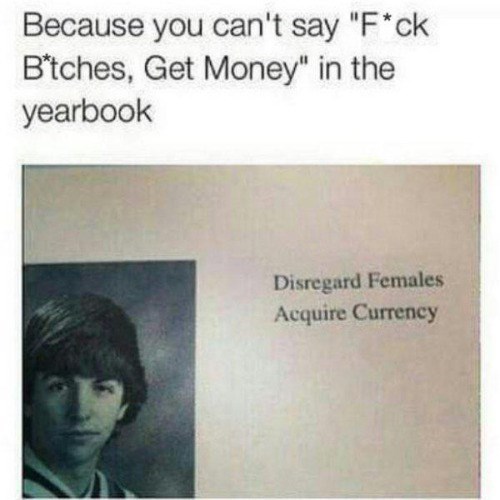 Because you can't say "F*ck
B*tches, Get Money" in the
yearbook
Disregard Females
Acquire Currency